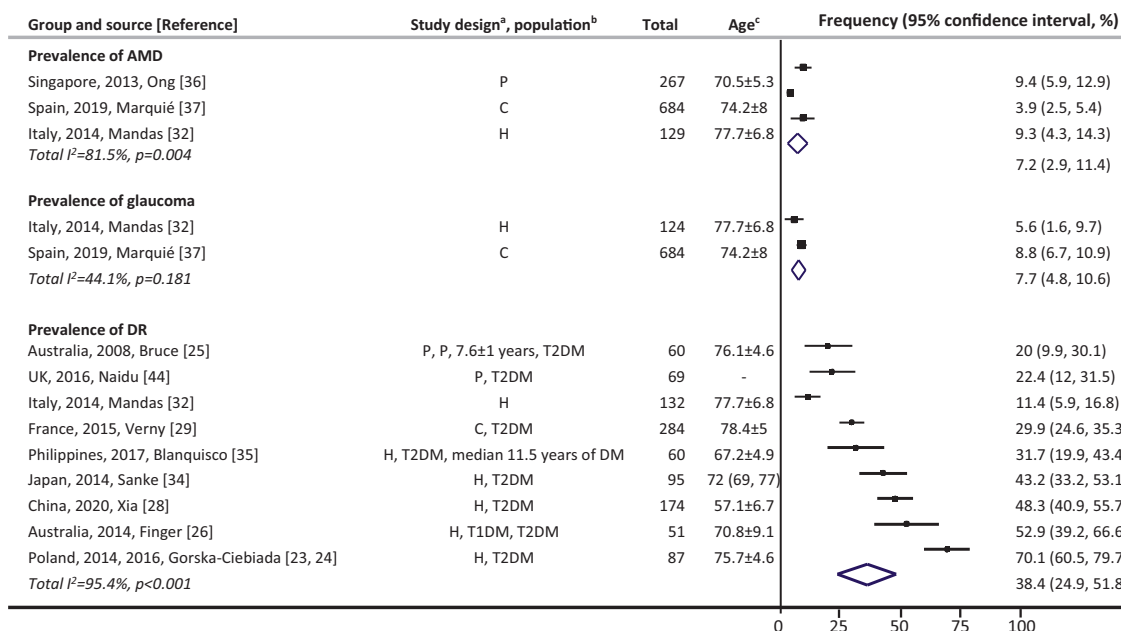 Group and source [Reference] Study designᵃ, populationᵇ Total Ageᶜ Frequency (95% confidence interval, %)
Prevalence of AMD
Singapore, 2013, Ong [36] P 267 70.5±5.3 9.4 (5.9, 12.9)
Spain, 2019, Marquié [37] C 684 74.2±8 3.9 (2.5, 5.4)
Italy, 2014, Mandas [32] H 129 77.7±6.8 9.3 (4.3, 14.3)
Total I²=81.5%, p=0.004 7.2 (2.9, 11.4)
Prevalence of glaucoma
Italy, 2014, Mandas [32] H 124 77.7±6.8 5.6 (1.6, 9.7)
Spain, 2019, Marquié [37] C 684 74.2±8 8.8 (6.7, 10.9)
Total I²=44.1%, p=0.181 7.7 (4.8, 10.6)
Prevalence of DR
Australia, 2008, Bruce [25] P, P, 7.6±1 years, T2DM 60 76.1±4.6 20 (9.9, 30.1)
UK, 2016, Naidu [44] P, T2DM 69 - 22.4 (12, 31.5)
Italy, 2014, Mandas [32] H 132 77.7±6.8 11.4 (5.9, 16.8)
France, 2015, Verny [29] C, T2DM 284 78.4±5 29.9 (24.6, 35.3
Philippines, 2017, Blanquisco [35] H, T2DM, median 11.5 years of DM 60 67.2±4.9 31.7 (19.9, 43.4
Japan, 2014, Sanke [34] H, T2DM 95 72 (69, 77) 43.2 (33.2, 53.1
China, 2020, Xia [28] H, T2DM 174 57.1±6.7 48.3 (40.9, 55.7
Australia, 2014, Finger [26] H, T1DM, T2DM 51 70.8±9.1 52.9 (39.2, 66.6
Poland, 2014, 2016, Gorska-Ciebiada [23, 24] H, T2DM 87 75.7±4.6 70.1 (60.5, 79.7
Total I²=95.4%, p<0.001 38.4 (24.9, 51.8
0 25 50 75 100